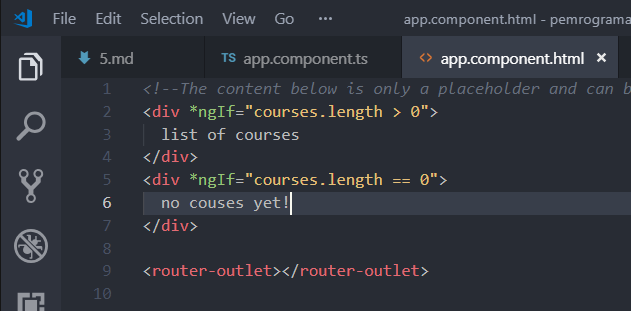 File Edit Selection View Go ... app.component.html - pemrograma
5.md TS app.component.ts <> app.component.html ×
1 <!--The content below is only a placeholder and can b
2 <div *ngIf="courses.length > 0">
3 list of courses
4 </div>
5 <div *ngIf="courses.length == 0">
6 no couses yet!
7 </div>
8
9 <router-outlet></router-outlet>
10